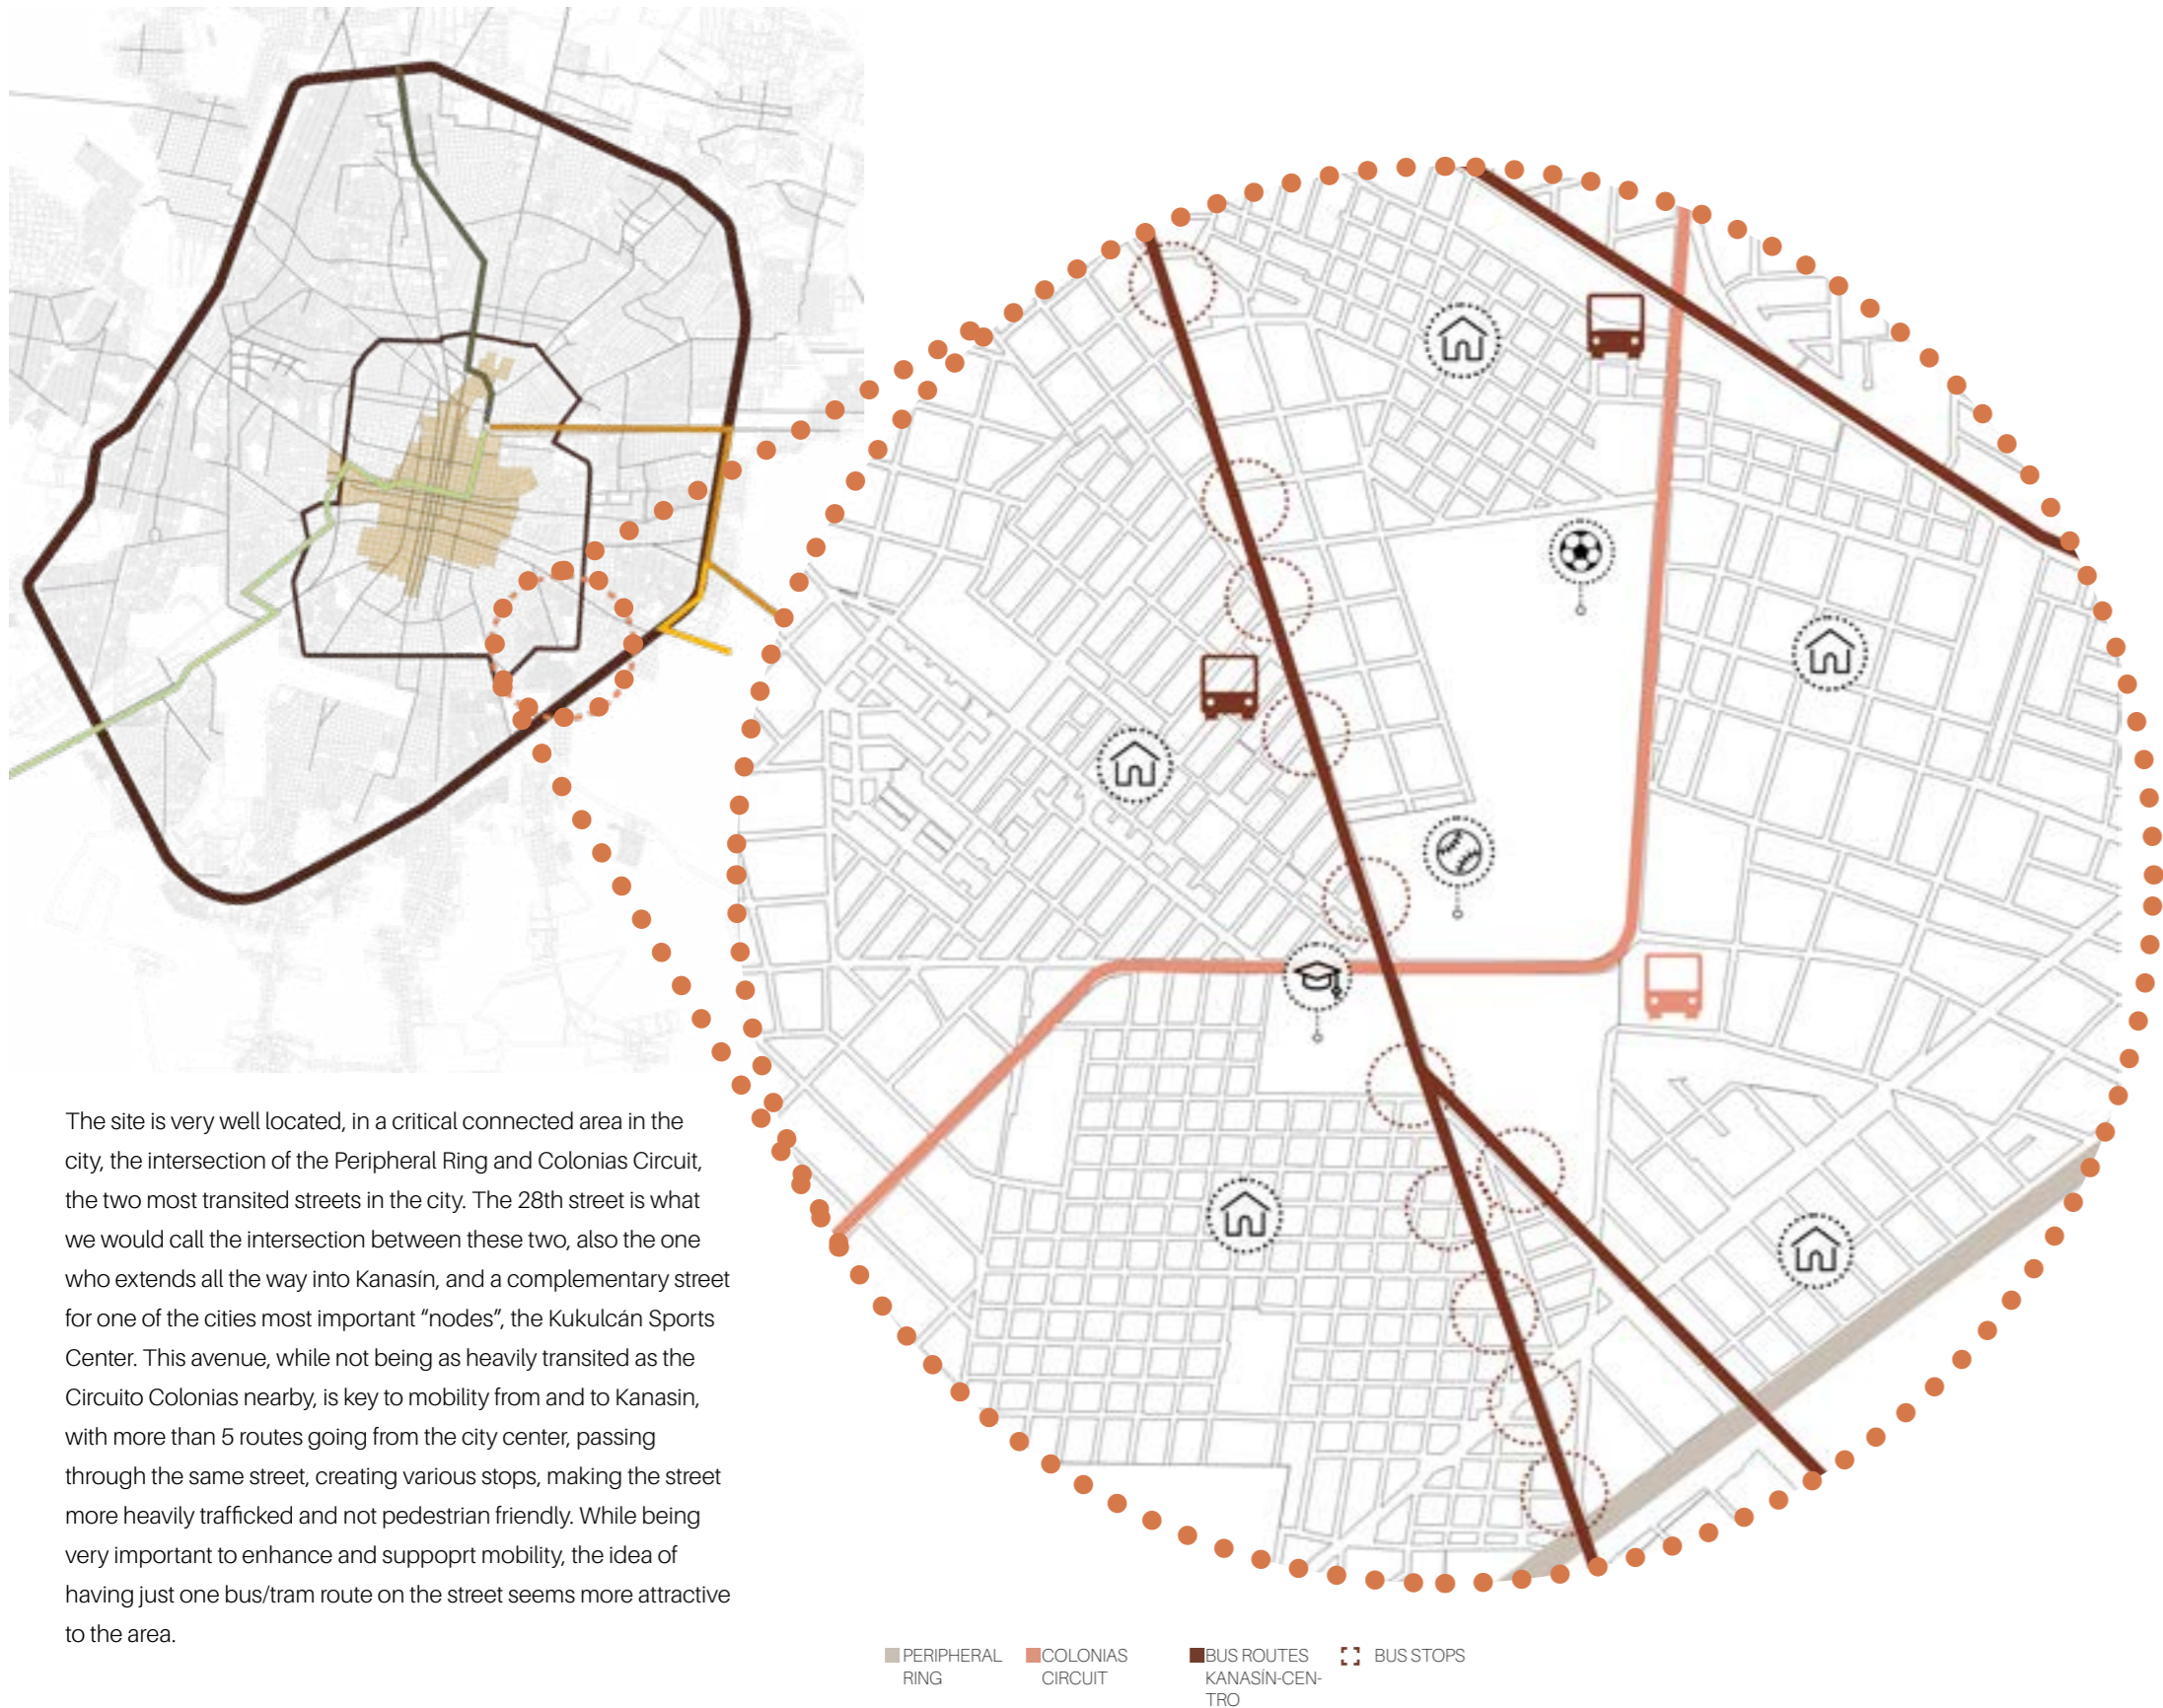 The site is very well located, in a critical connected area in the
city, the intersection of the Peripheral Ring and Colonias Circuit,
the two most transited streets in the city. The 28th street is what
we would call the intersection between these two, also the one
who extends all the way into Kanasín, and a complementary street
for one of the cities most important “nodes”, the Kukulcán Sports
Center. This avenue, while not being as heavily transited as the
Circuito Colonias nearby, is key to mobility from and to Kanasin,
with more than 5 routes going from the city center, passing
through the same street, creating various stops, making the street
more heavily trafficked and not pedestrian friendly. While being
very important to enhance and suppoprt mobility, the idea of
having just one bus/tram route on the street seems more attractive
to the area.
PERIPHERAL
RING
COLONIAS
CIRCUIT
BUS ROUTES
KANASÍN-CEN-
TRO
BUS STOPS